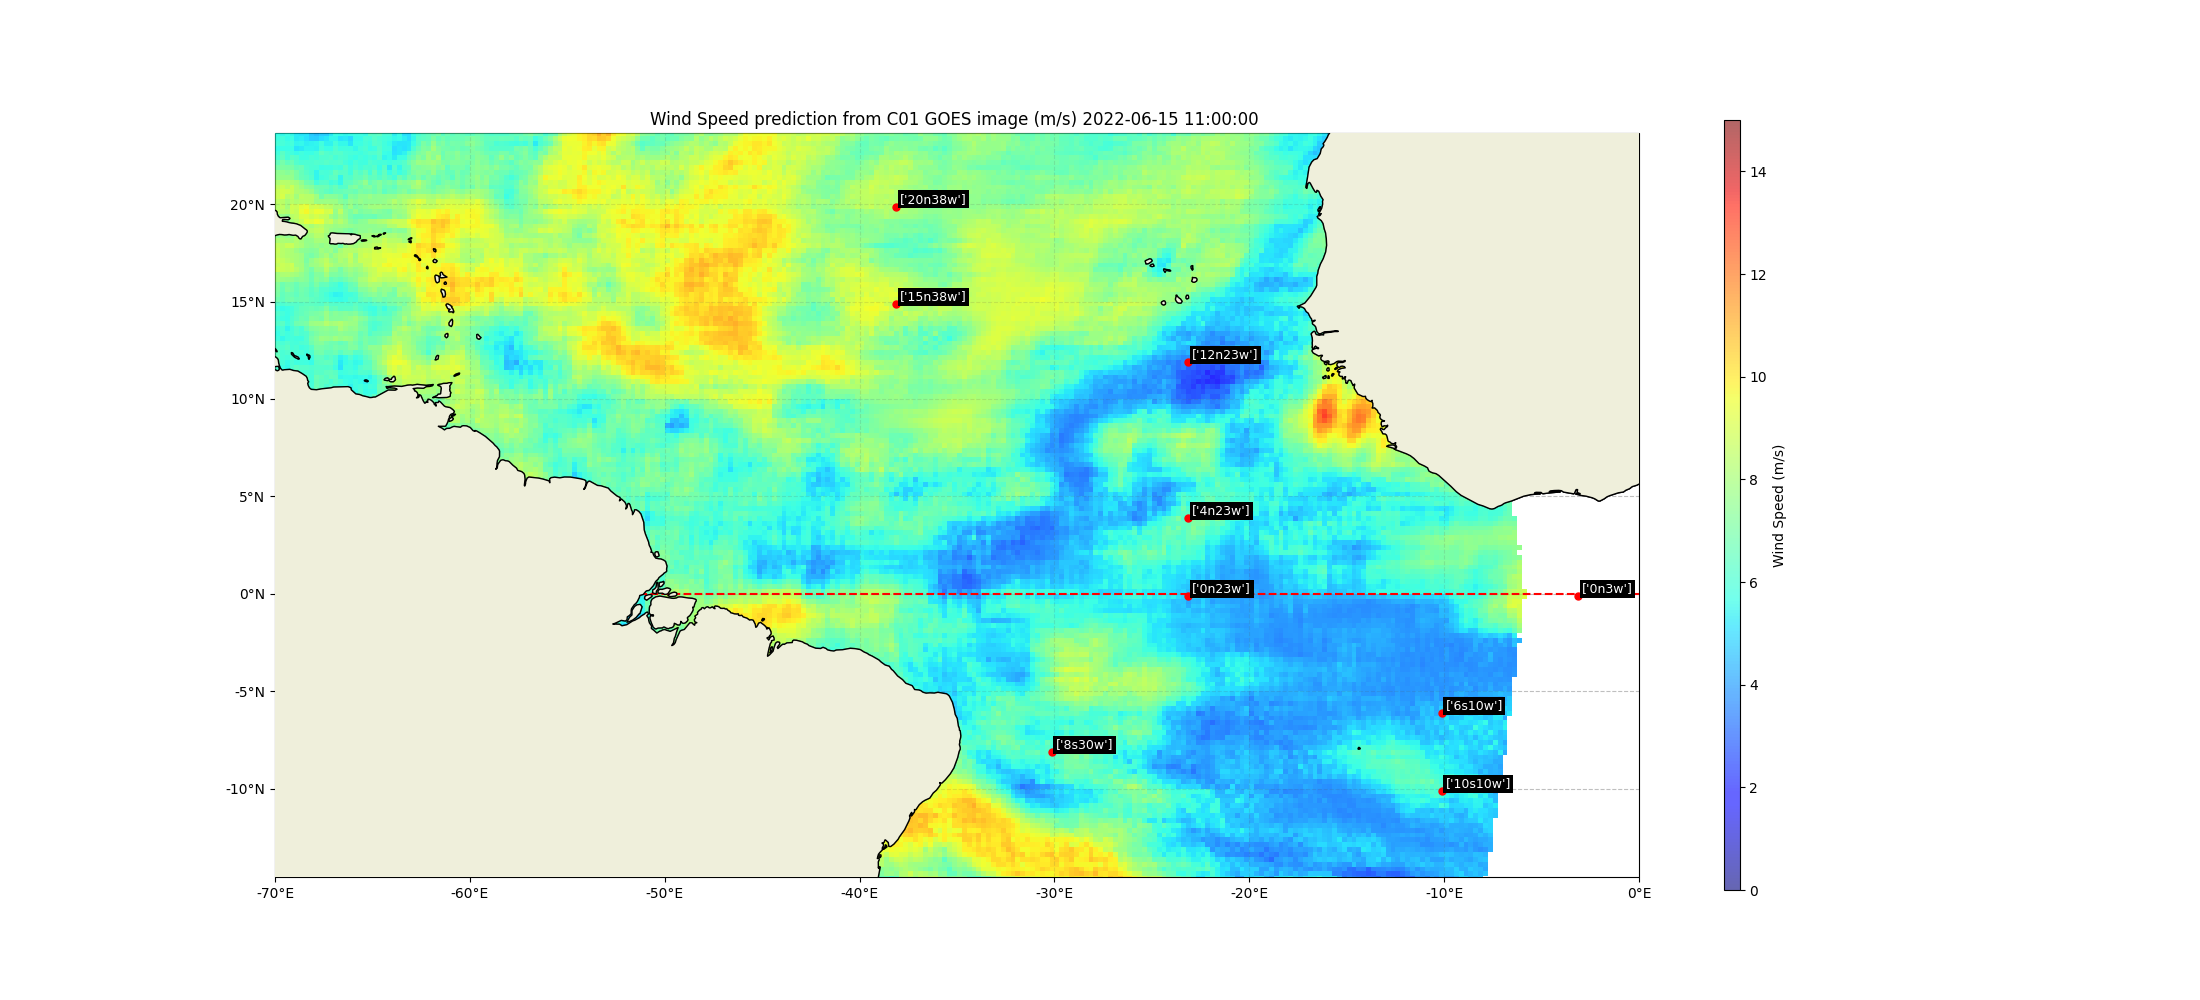 Wind Speed prediction from C01 GOES image (m/s) 2022-06-15 11:00:00
14
20°N
['20n38w']
12
15°N
['15n38w']
Wind Speed (m/s)
['12n23w']
10
10°N
8
5°N
['4n23w']
6
0°N
['0n23w']
['0n3w']
4
-5°N
['6s10w']
['8s30w']
2
-10°N
['10s10w']
0
-70°E
-60°E
-50°E
-40°E
-30°E
-20°E
-10°E
0°E